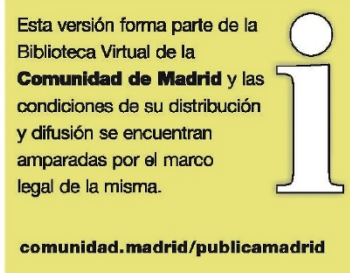 Esta versión forma parte de la
Biblioteca Virtual de la
Comunidad de Madrid y las
condiciones de su distribución
y difusión se encuentran
amparadas por el marco
legal de la misma.
i
comunidad.madrid/publicamadrid